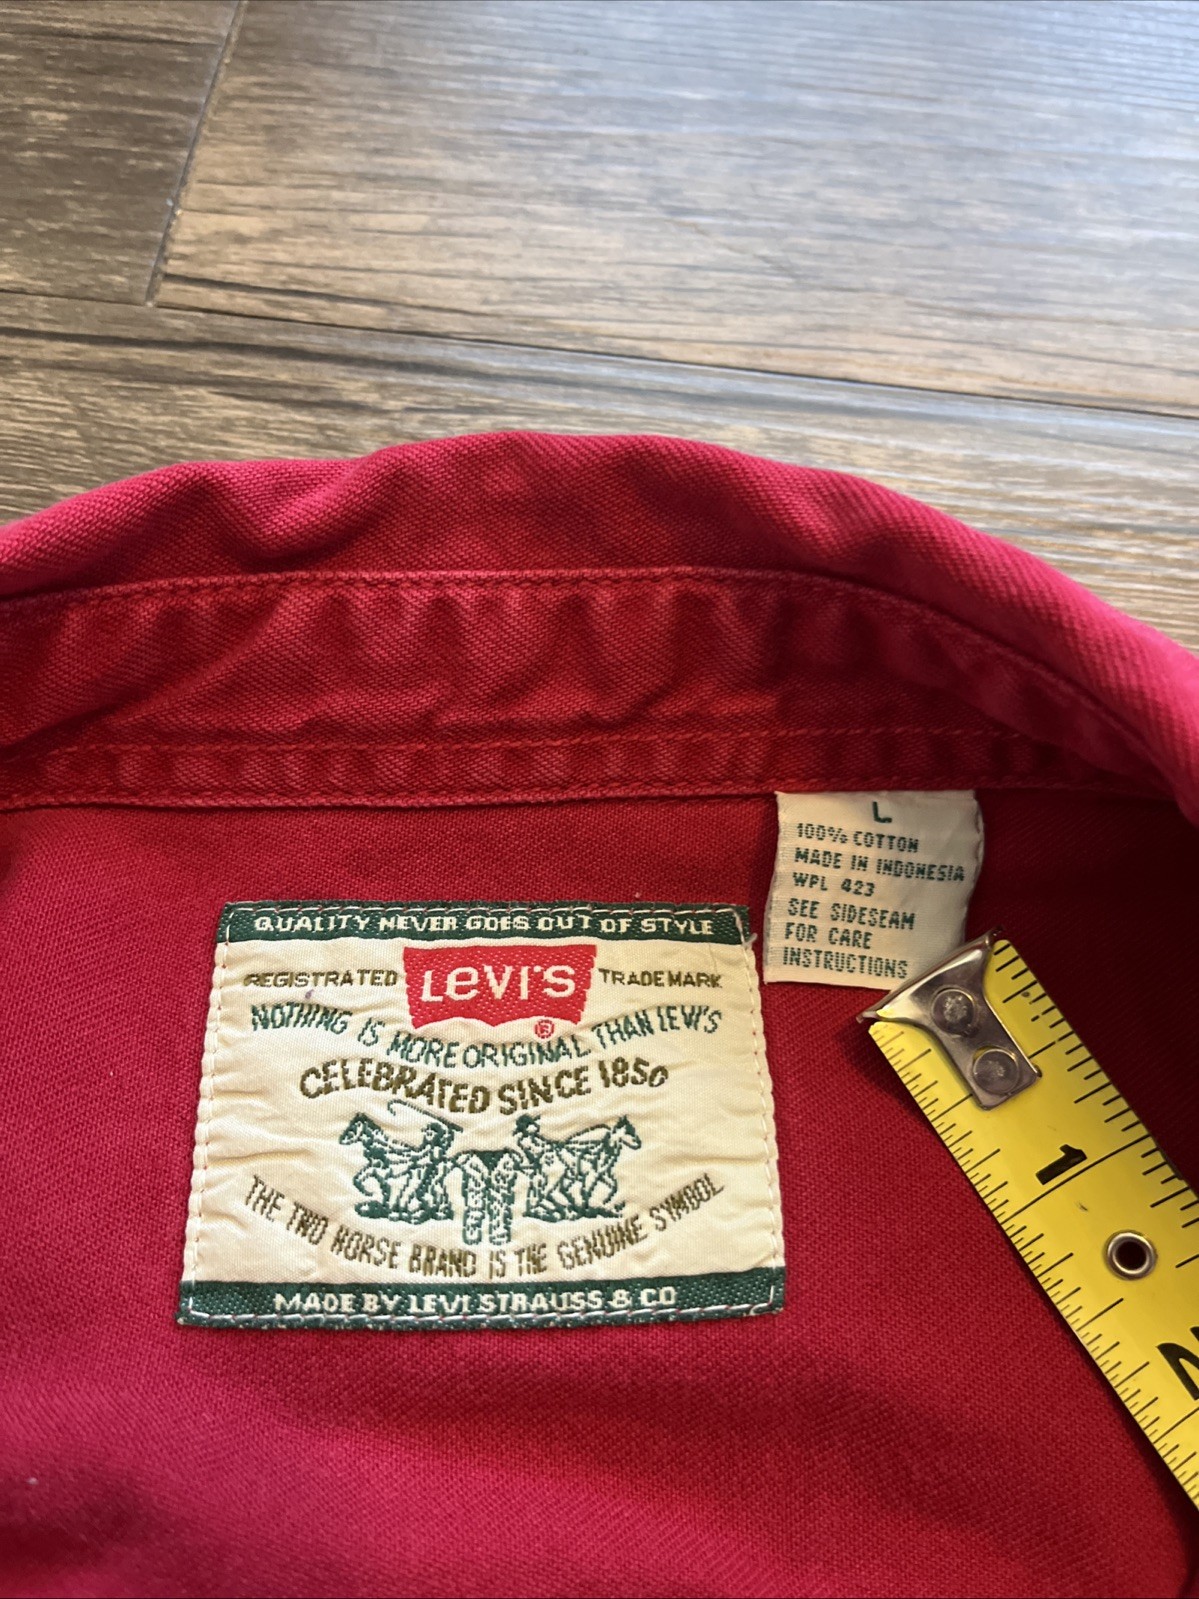 L
100% COTTON
MADE IN INDONESIA
WPL 423
SEE SIDESEAM
FOR CARE
INSTRUCTIONS
QUALITY NEVER GOES OUT OF STYLE
REGISTRATED LEVI'S TRADEMARK
®
NOTHING IS MORE ORIGINAL THAN LEVI'S
CELEBRATED SINCE 1850
THE TWO HORSE BRAND IS THE GENUINE SYMBOL
MADE BY LEVI STRAUSS & CO
1
2